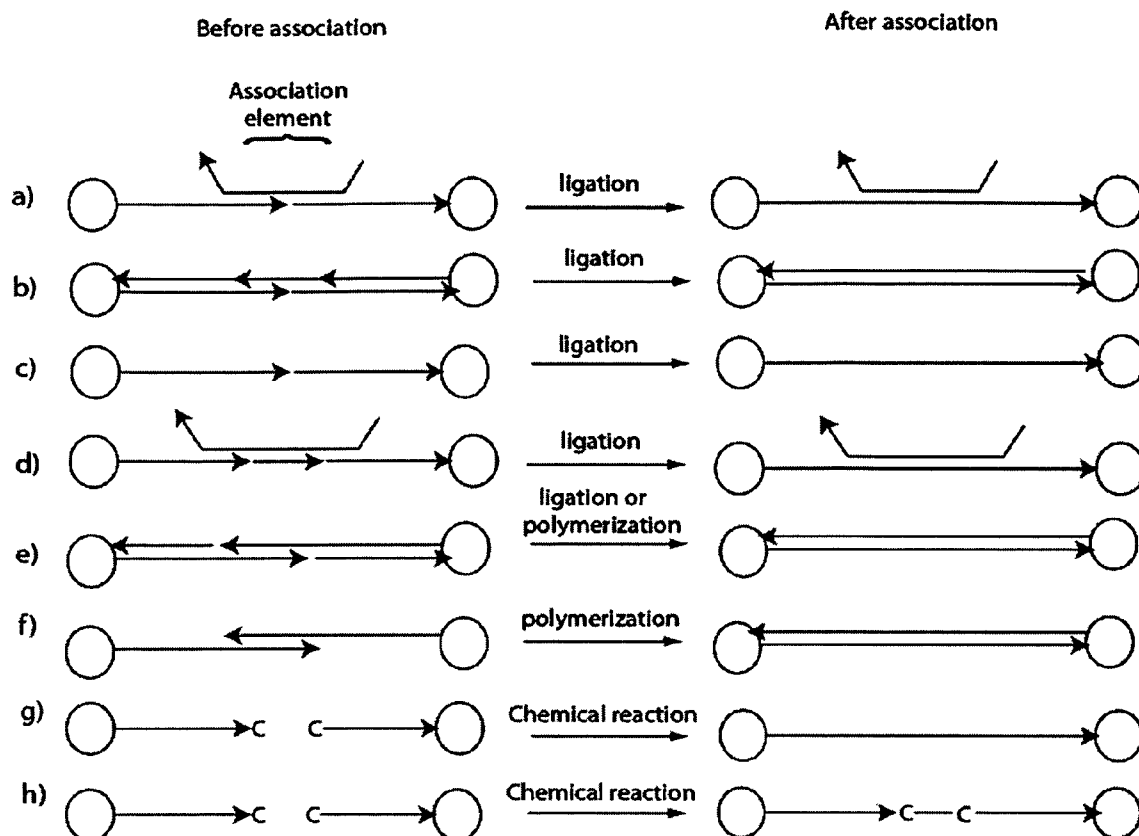 Before association
After association
Association
element
a)
ligation
b)
ligation
c)
ligation
d)
ligation
e)
ligation or
polymerization
f)
polymerization
g)
C C
Chemical reaction
h)
C C
Chemical reaction
C C